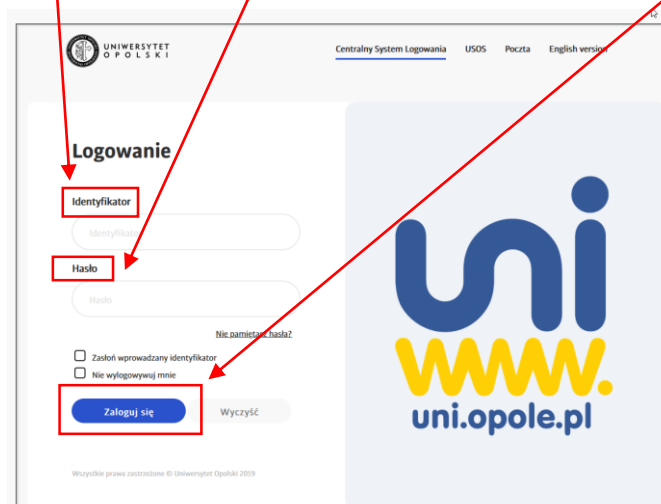 UNIWERSYTET
OPOLSKI
Centralny System Logowania USOS Poczta English version
Logowanie
Identyfikator
Identyfikator
Hasło
Hasło
Nie pamiętasz hasła?
Zasłoń wprowadzany identyfikator
Nie wylogowywuj mnie
Zaloguj się Wyczyść
Wszystkie prawa zastrzeżone © Uniwersytet Opolski 2019
uni
www.
uni.opole.pl